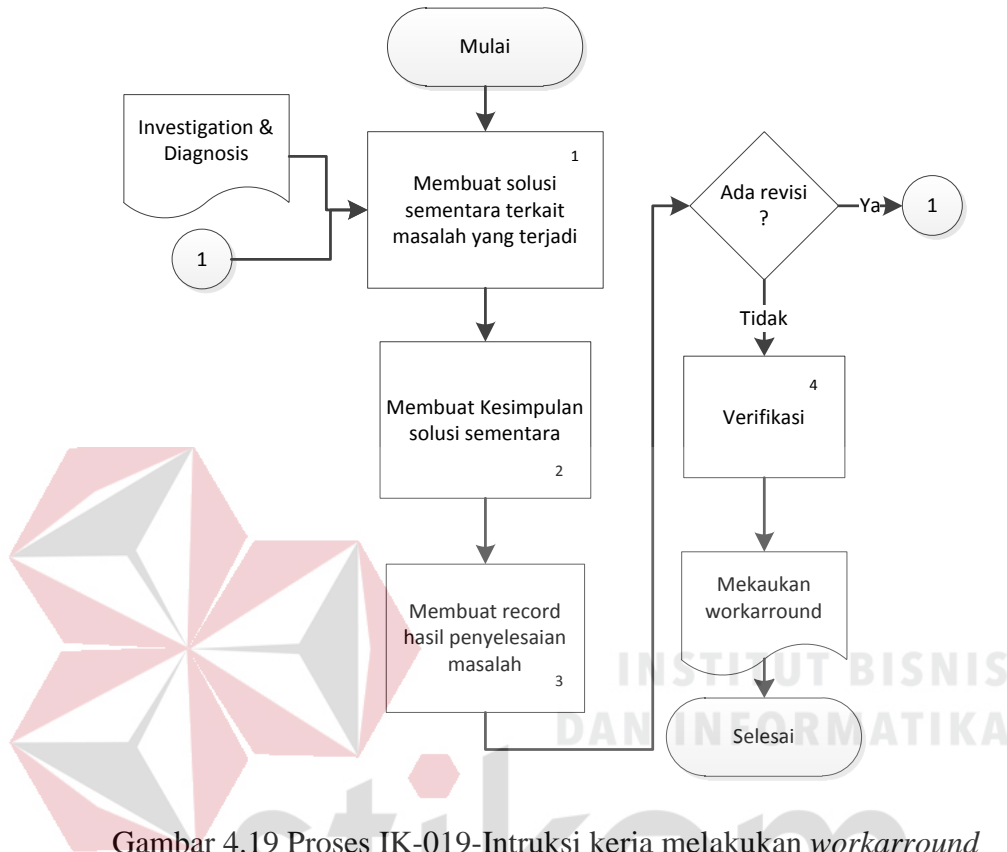 Mulai
Investigation &
Diagnosis
1
Membuat solusi
sementara terkait
masalah yang terjadi
1
Membuat Kesimpulan
solusi sementara
2
Membuat record
hasil penyelesaian
masalah
3
Ada revisi
?
Ya
1
Tidak
4
Verifikasi
Mekaukan
workarround
Selesai
INSTITUT BISNIS
DAN INFORMATIKA
stikom
Gambar 4.19 Proses IK-019-Intruksi kerja melakukan workarround